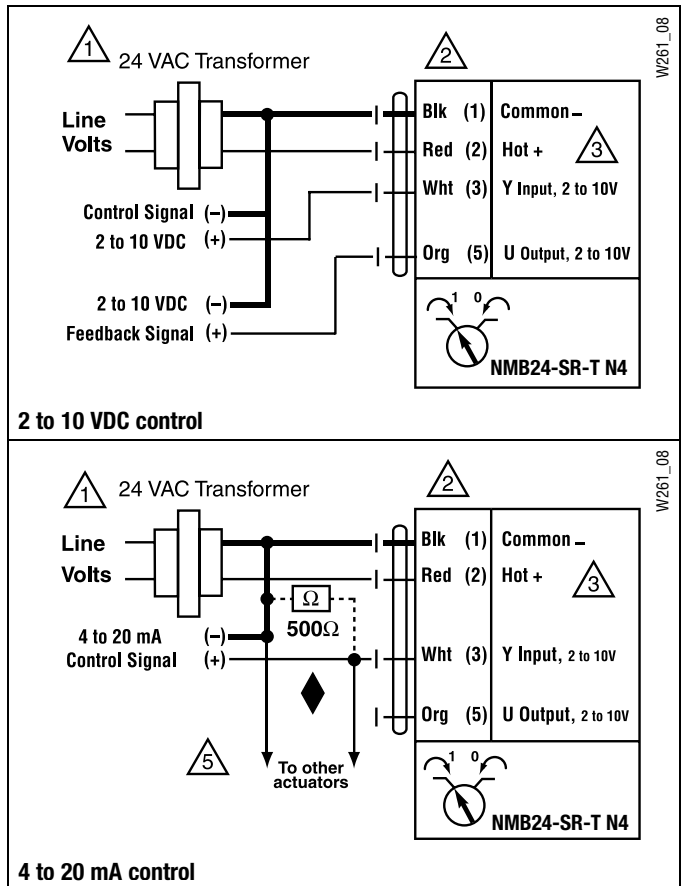 W261_08
1 24 VAC Transformer
2
Line
Volts
Blk (1) Common –
Red (2) Hot +
3
Wht (3) Y Input, 2 to 10V
Control Signal (–)
2 to 10 VDC (+)
Org (5) U Output, 2 to 10V
2 to 10 VDC (–)
Feedback Signal (+)
1 0
NMB24-SR-T N4
2 to 10 VDC control
W261_08
1 24 VAC Transformer
2
Line
Volts
Blk (1) Common –
Red (2) Hot +
3
Ω
500Ω
4 to 20 mA (–)
Control Signal (+)
Wht (3) Y Input, 2 to 10V
Org (5) U Output, 2 to 10V
5
To other
actuators
1 0
NMB24-SR-T N4
4 to 20 mA control